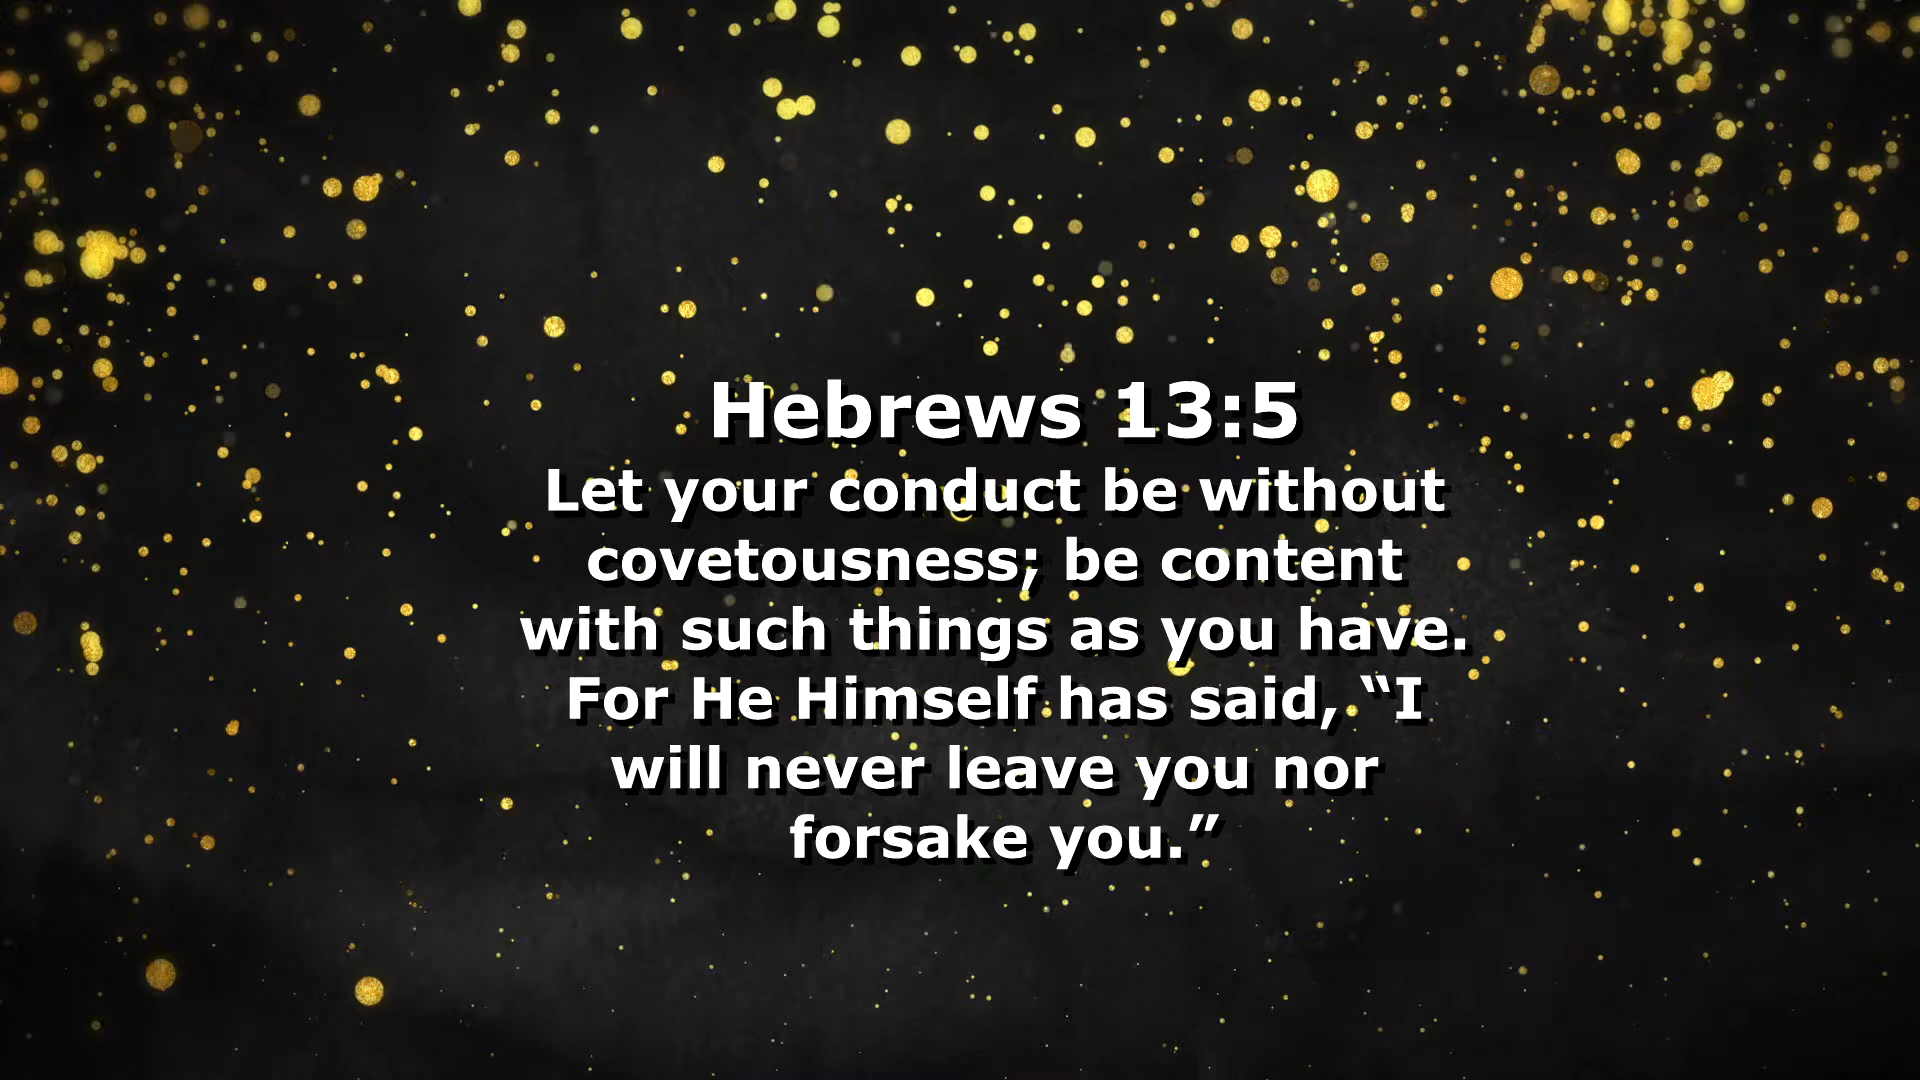 Hebrews 13:5
Let your conduct be without
covetousness; be content
with such things as you have.
For He Himself has said, “I
will never leave you nor
forsake you.”